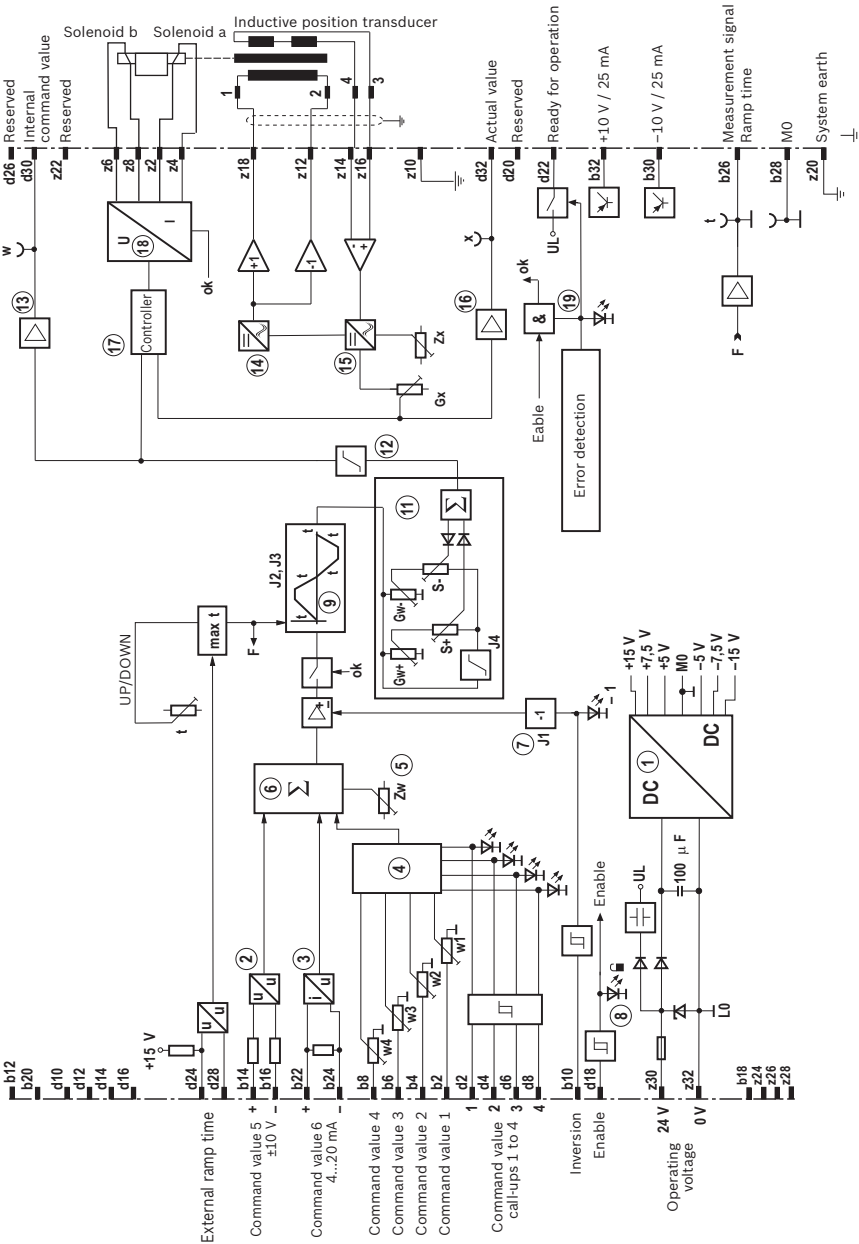 b12
b20
d10
d12
d14
d16
External ramp time
+15 V
d24
d28
u
u
Command value 5
±10 V
+
b14
−
b16
u
u
2
Command value 6
4...20 mA
+
b22
−
b24
i
u
3
Command value 4
b8
w4
Command value 3
b6
w3
Command value 2
b4
w2
Command value 1
b2
w1
Command value
call-ups 1 to 4
1
d2
2
d4
3
d6
4
d8
4
Inversion
b10
Enable
d18
8
Enable
Operating
voltage
24 V
z30
0 V
z32
L0
UL
100 µF
b18
z24
z26
z28
DC
1
DC
+15 V
+7,5 V
+5 V
M0
−5 V
−7,5 V
−15 V
7
-1
J1
-1
6
Σ
5
Zw
+
−
ok
t
UP/DOWN
max t
F
J2, J3
t
t
t
t
9
11
Gw+
Gw-
S+
S-
J4
Σ
12
13
w
17
Controller
18
U
I
ok
14
15
+1
-1
-
+
Zx
Gx
16
x
Eable
&
ok
19
Error detection
UL
F
t
d26
Reserved
d30
Internal
command value
z22
Reserved
z6
z8
z2
z4
Solenoid b
Solenoid a
Inductive position transducer
1
2
4
3
z18
z12
z14
z16
z10
d32
Actual value
d20
Reserved
d22
Ready for operation
b32
+10 V / 25 mA
b30
−10 V / 25 mA
b26
Measurement signal
Ramp time
b28
M0
z20
System earth